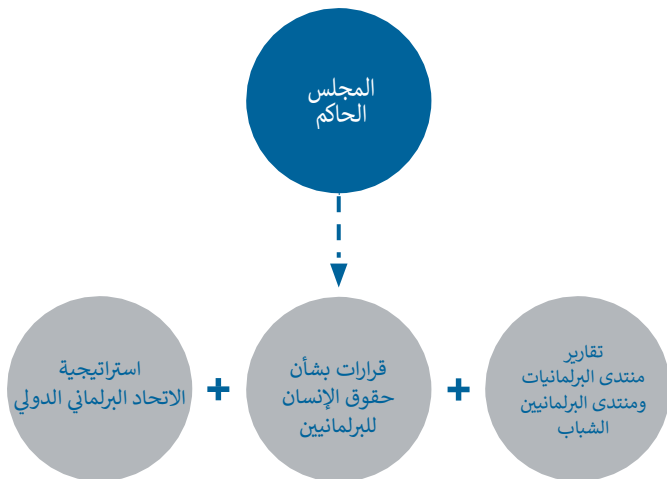 المجلس
الحاكم
تقارير
منتدى البرلمانيات
ومنتدى البرلمانيين
الشباب
+
قرارات بشأن
حقوق الإنسان
للبرلمانيين
+
استراتيجية
الاتحاد البرلماني الدولي